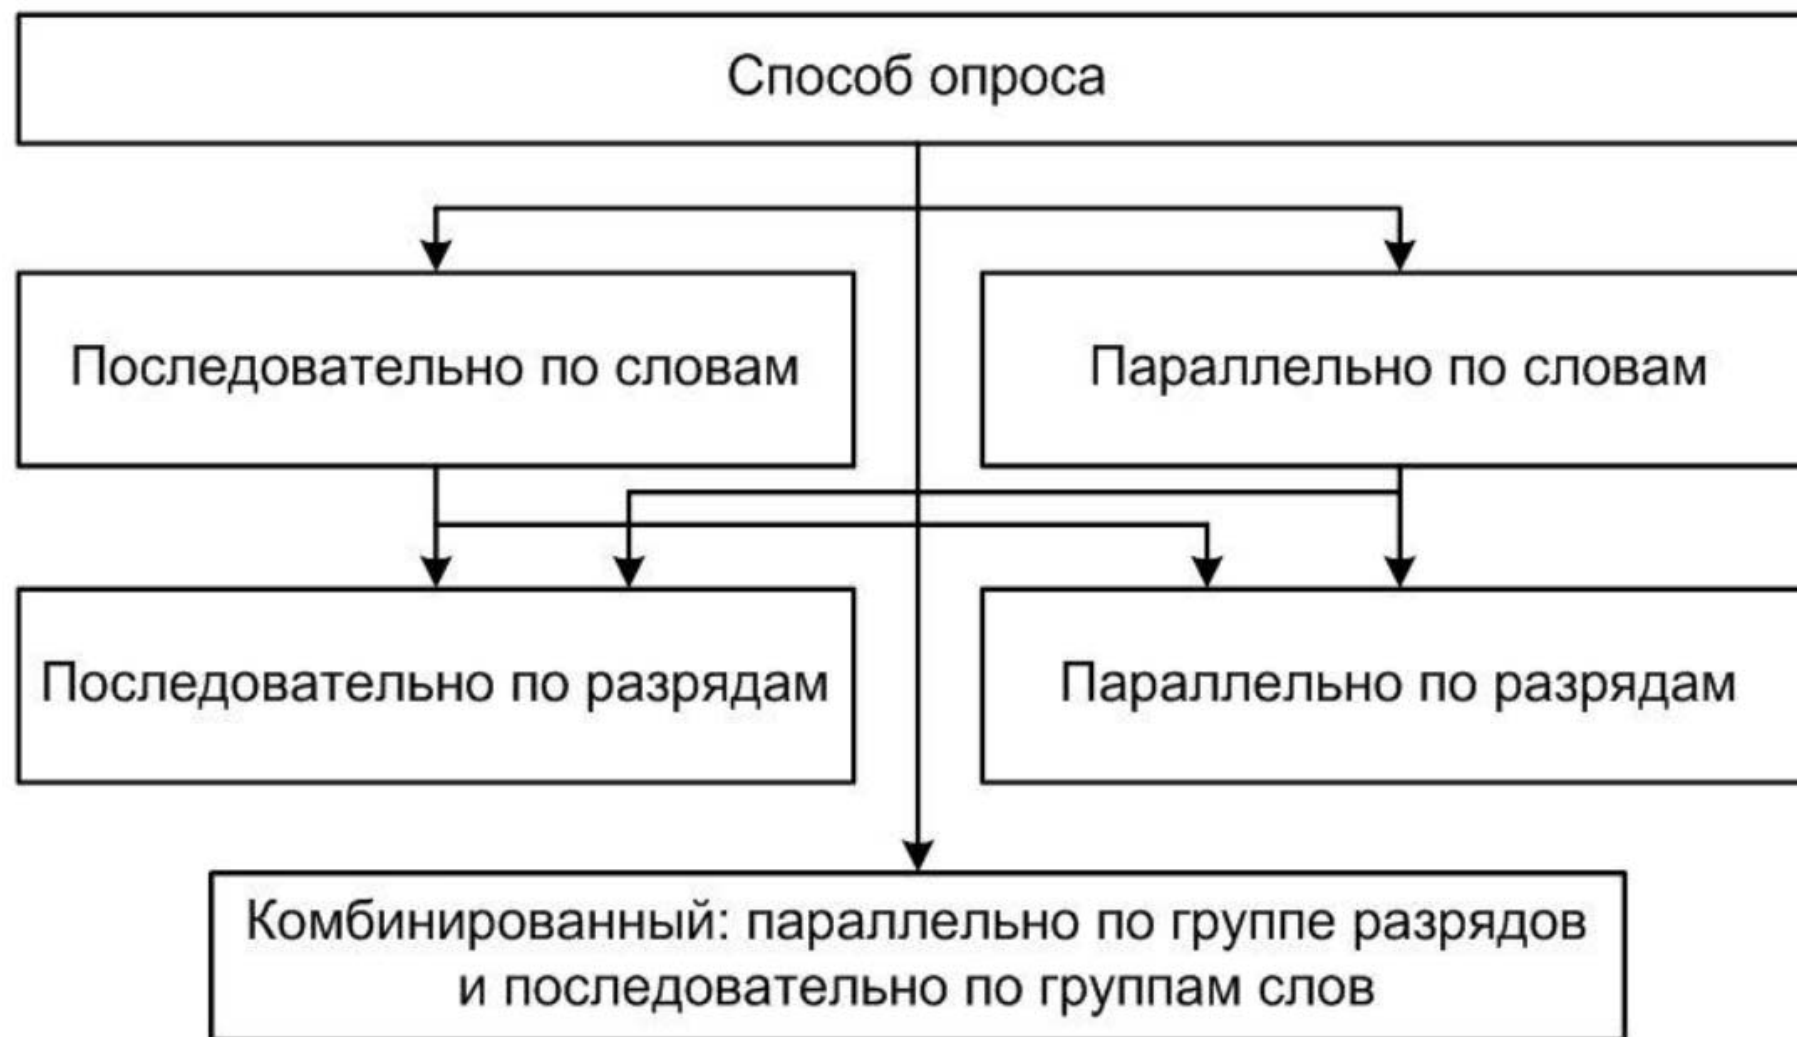 Способ опроса
Последовательно по словам
Параллельно по словам
Последовательно по разрядам
Параллельно по разрядам
Комбинированный: параллельно по группе разрядов
и последовательно по группам слов